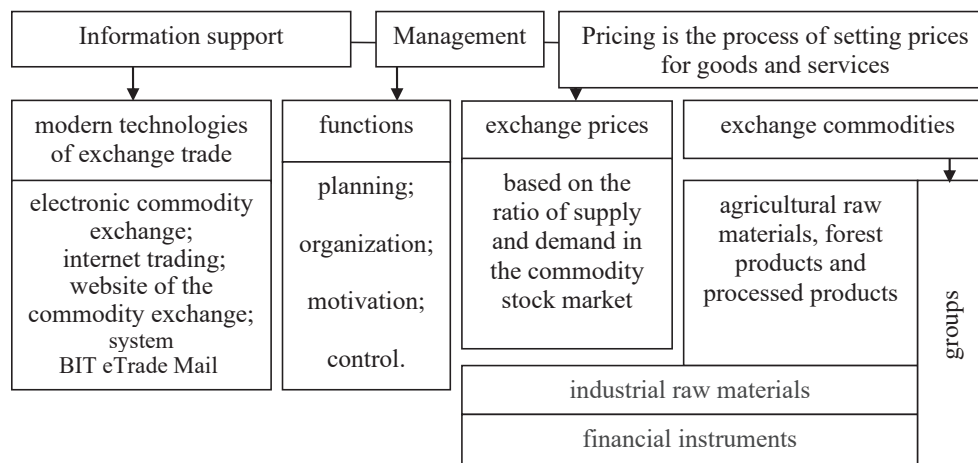 Information support
Management
Pricing is the process of setting prices
for goods and services
modern technologies
of exchange trade
functions
exchange prices
exchange commodities
electronic commodity
exchange;
internet trading;
website of the
commodity exchange;
system
BIT eTrade Mail
planning;
organization;
motivation;
control.
based on the
ratio of supply
and demand in
the commodity
stock market
agricultural raw
materials, forest
products and
processed products
groups
industrial raw materials
financial instruments